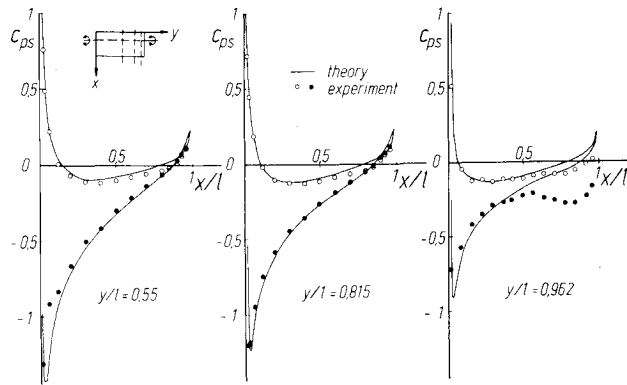 1
1
1
C_ps
C_ps
C_ps
y
x
theory
experiment
0,5
0,5
0,5
0,5
0,5
0,5
0
0
0
1 x/l
1 x/l
1 x/l
- 0,5
- 0,5
- 0,5
y/l = 0,55
y/l = 0,815
y/l = 0,962
- 1
- 1
- 1